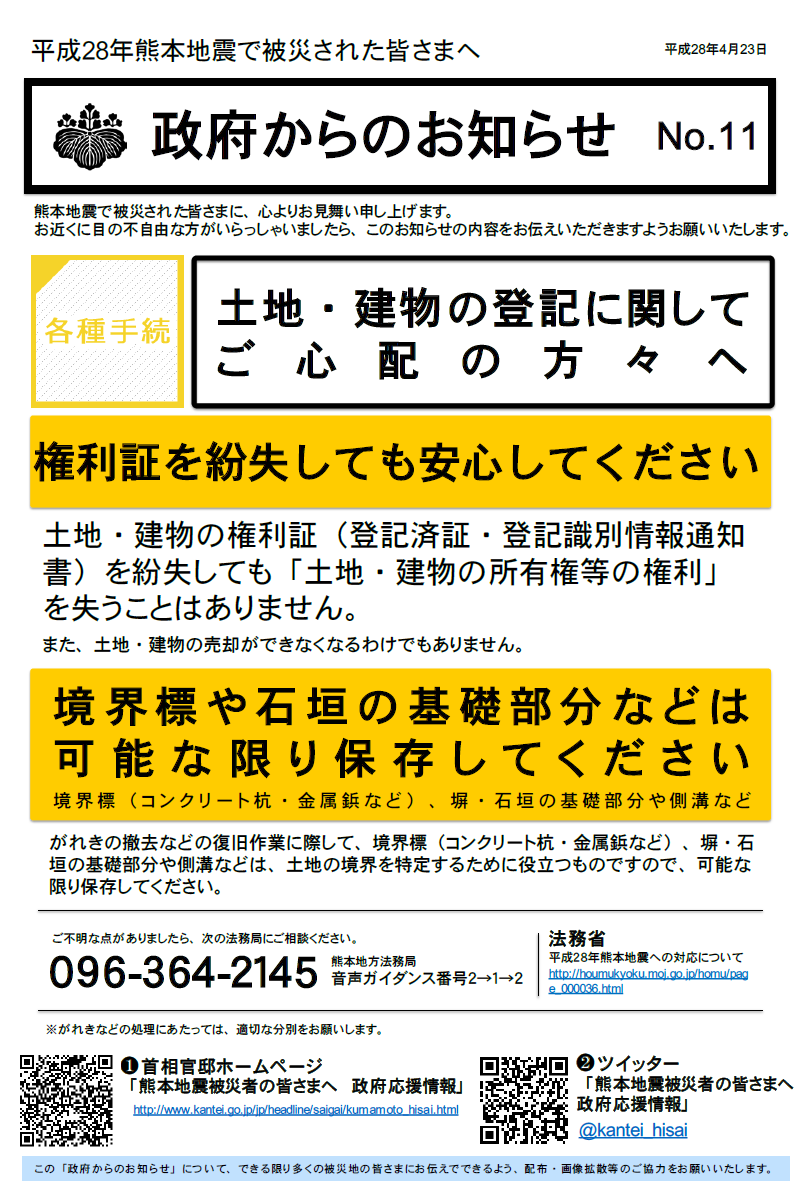 平成28年熊本地震で被災された皆さまへ
平成28年4月23日
政府からのお知らせ No.11
熊本地震で被災された皆さまに、心よりお見舞い申し上げます。
お近くに目の不自由な方がいらっしゃいましたら、このお知らせの内容をお伝えいただきますようお願いいたします。
各種手続
土地・建物の登記に関して
ご心配の方々へ
権利証を紛失しても安心してください
土地・建物の権利証（登記済証・登記識別情報通知
書）を紛失しても「土地・建物の所有権等の権利」
を失うことはありません。
また、土地・建物の売却ができなくなるわけでもありません。
境界標や石垣の基礎部分などは
可能な限り保存してください
境界標（コンクリート杭・金属鋲など）、塀・石垣の基礎部分や側溝など
がれきの撤去などの復旧作業に際して、境界標（コンクリート杭・金属鋲など）、塀・石
垣の基礎部分や側溝などは、土地の境界を特定するために役立つものですので、可能な
限り保存してください。
ご不明な点がありましたら、次の法務局にご相談ください。
096-364-2145
熊本地方法務局
音声ガイダンス番号2→1→2
法務省
平成28年熊本地震への対応について
http://houmukyoku.moj.go.jp/homu/pag
e_000036.html
※がれきなどの処理にあたっては、適切な分別をお願いします。
❶首相官邸ホームページ
「熊本地震被災者の皆さまへ 政府応援情報」
http://www.kantei.go.jp/jp/headline/saigai/kumamoto_hisai.html
❷ツイッター
「熊本地震被災者の皆さまへ
政府応援情報」
@kantei_hisai
この「政府からのお知らせ」について、できる限り多くの被災地の皆さまにお伝えでできるよう、配布・画像拡散等のご協力をお願いいたします。